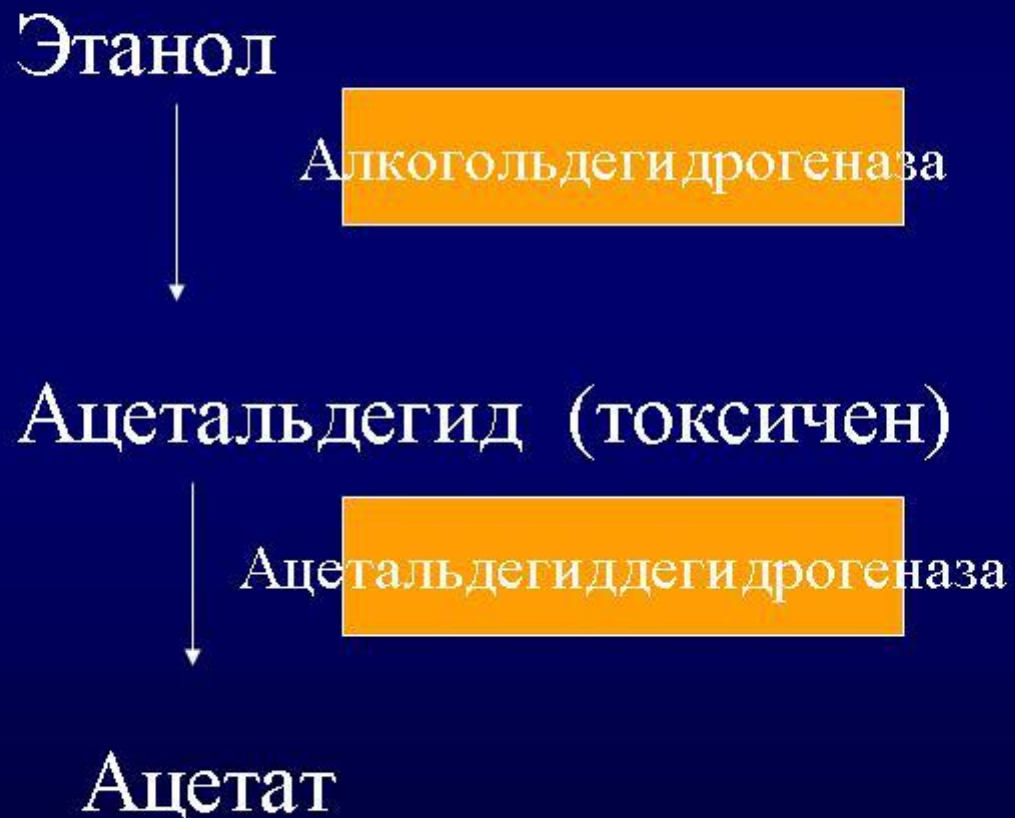 Этанол
Алкогольдегидрогеназа
Ацетальдегид (токсичен)
Ацетальдегиддегидрогеназа
Ацетат